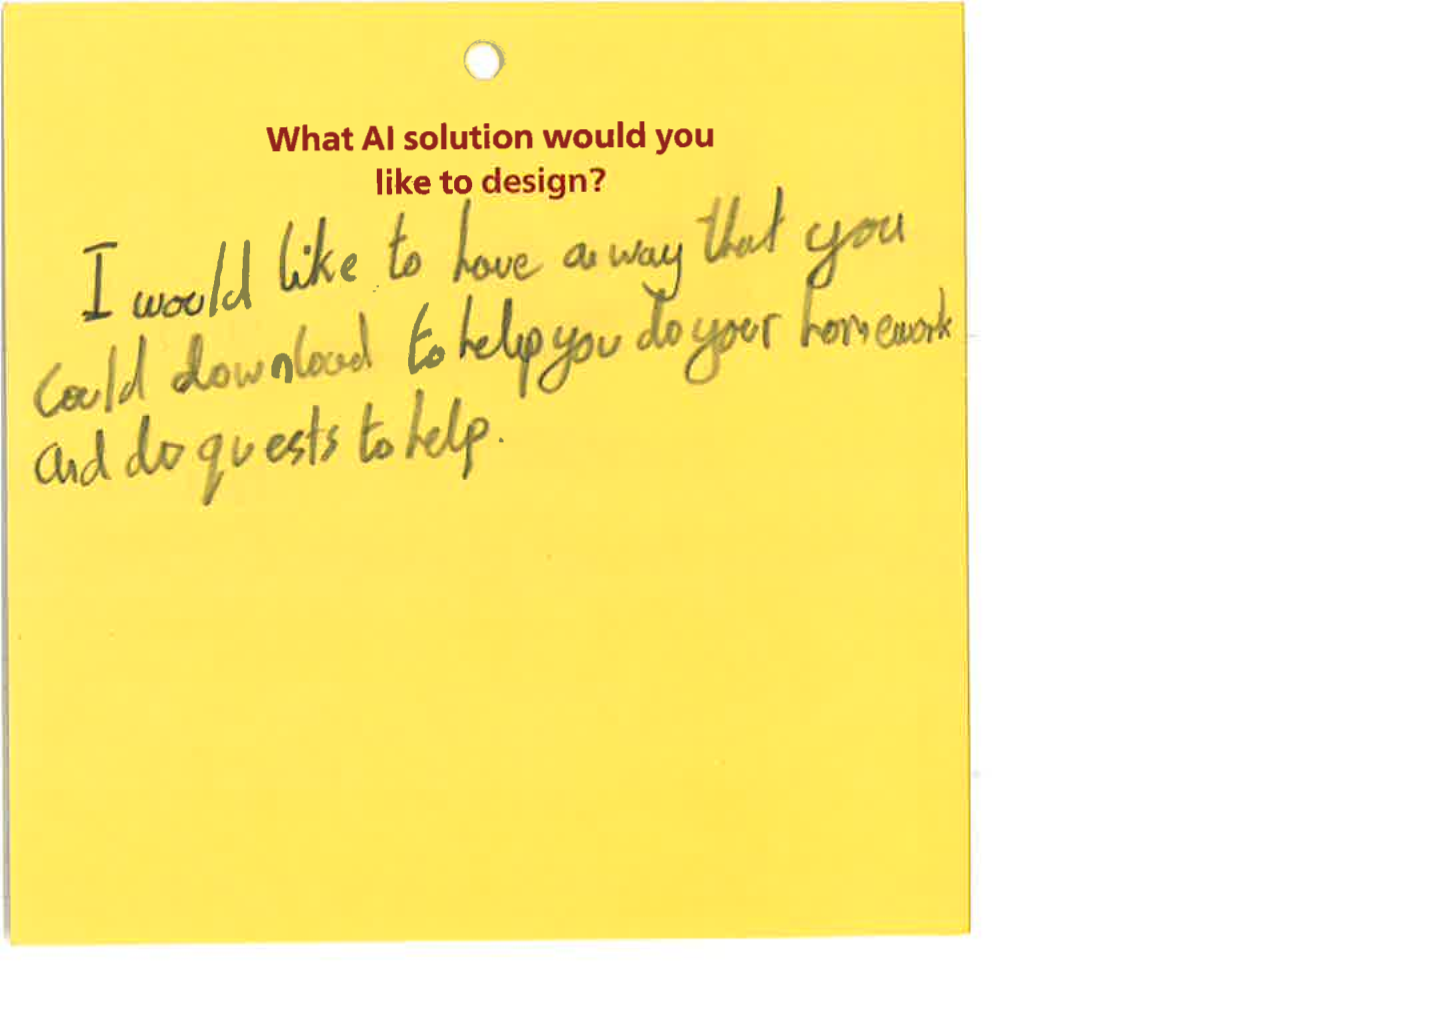 What AI solution would you
like to design?
I would like to have a way that you
could download to help you do your homework
and do quests to help.